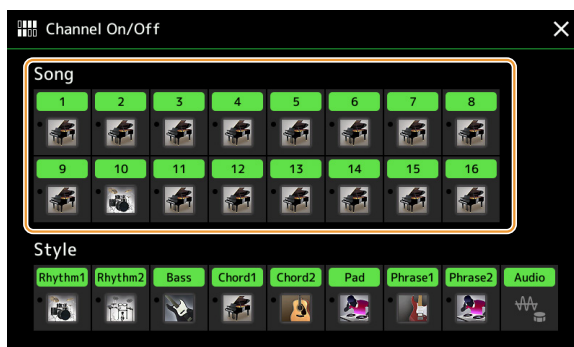 Channel On/Off
Song
1 2 3 4 5 6 7 8
9 10 11 12 13 14 15 16
Style
Rhythm1 Rhythm2 Bass Chord1 Chord2 Pad Phrase1 Phrase2 Audio